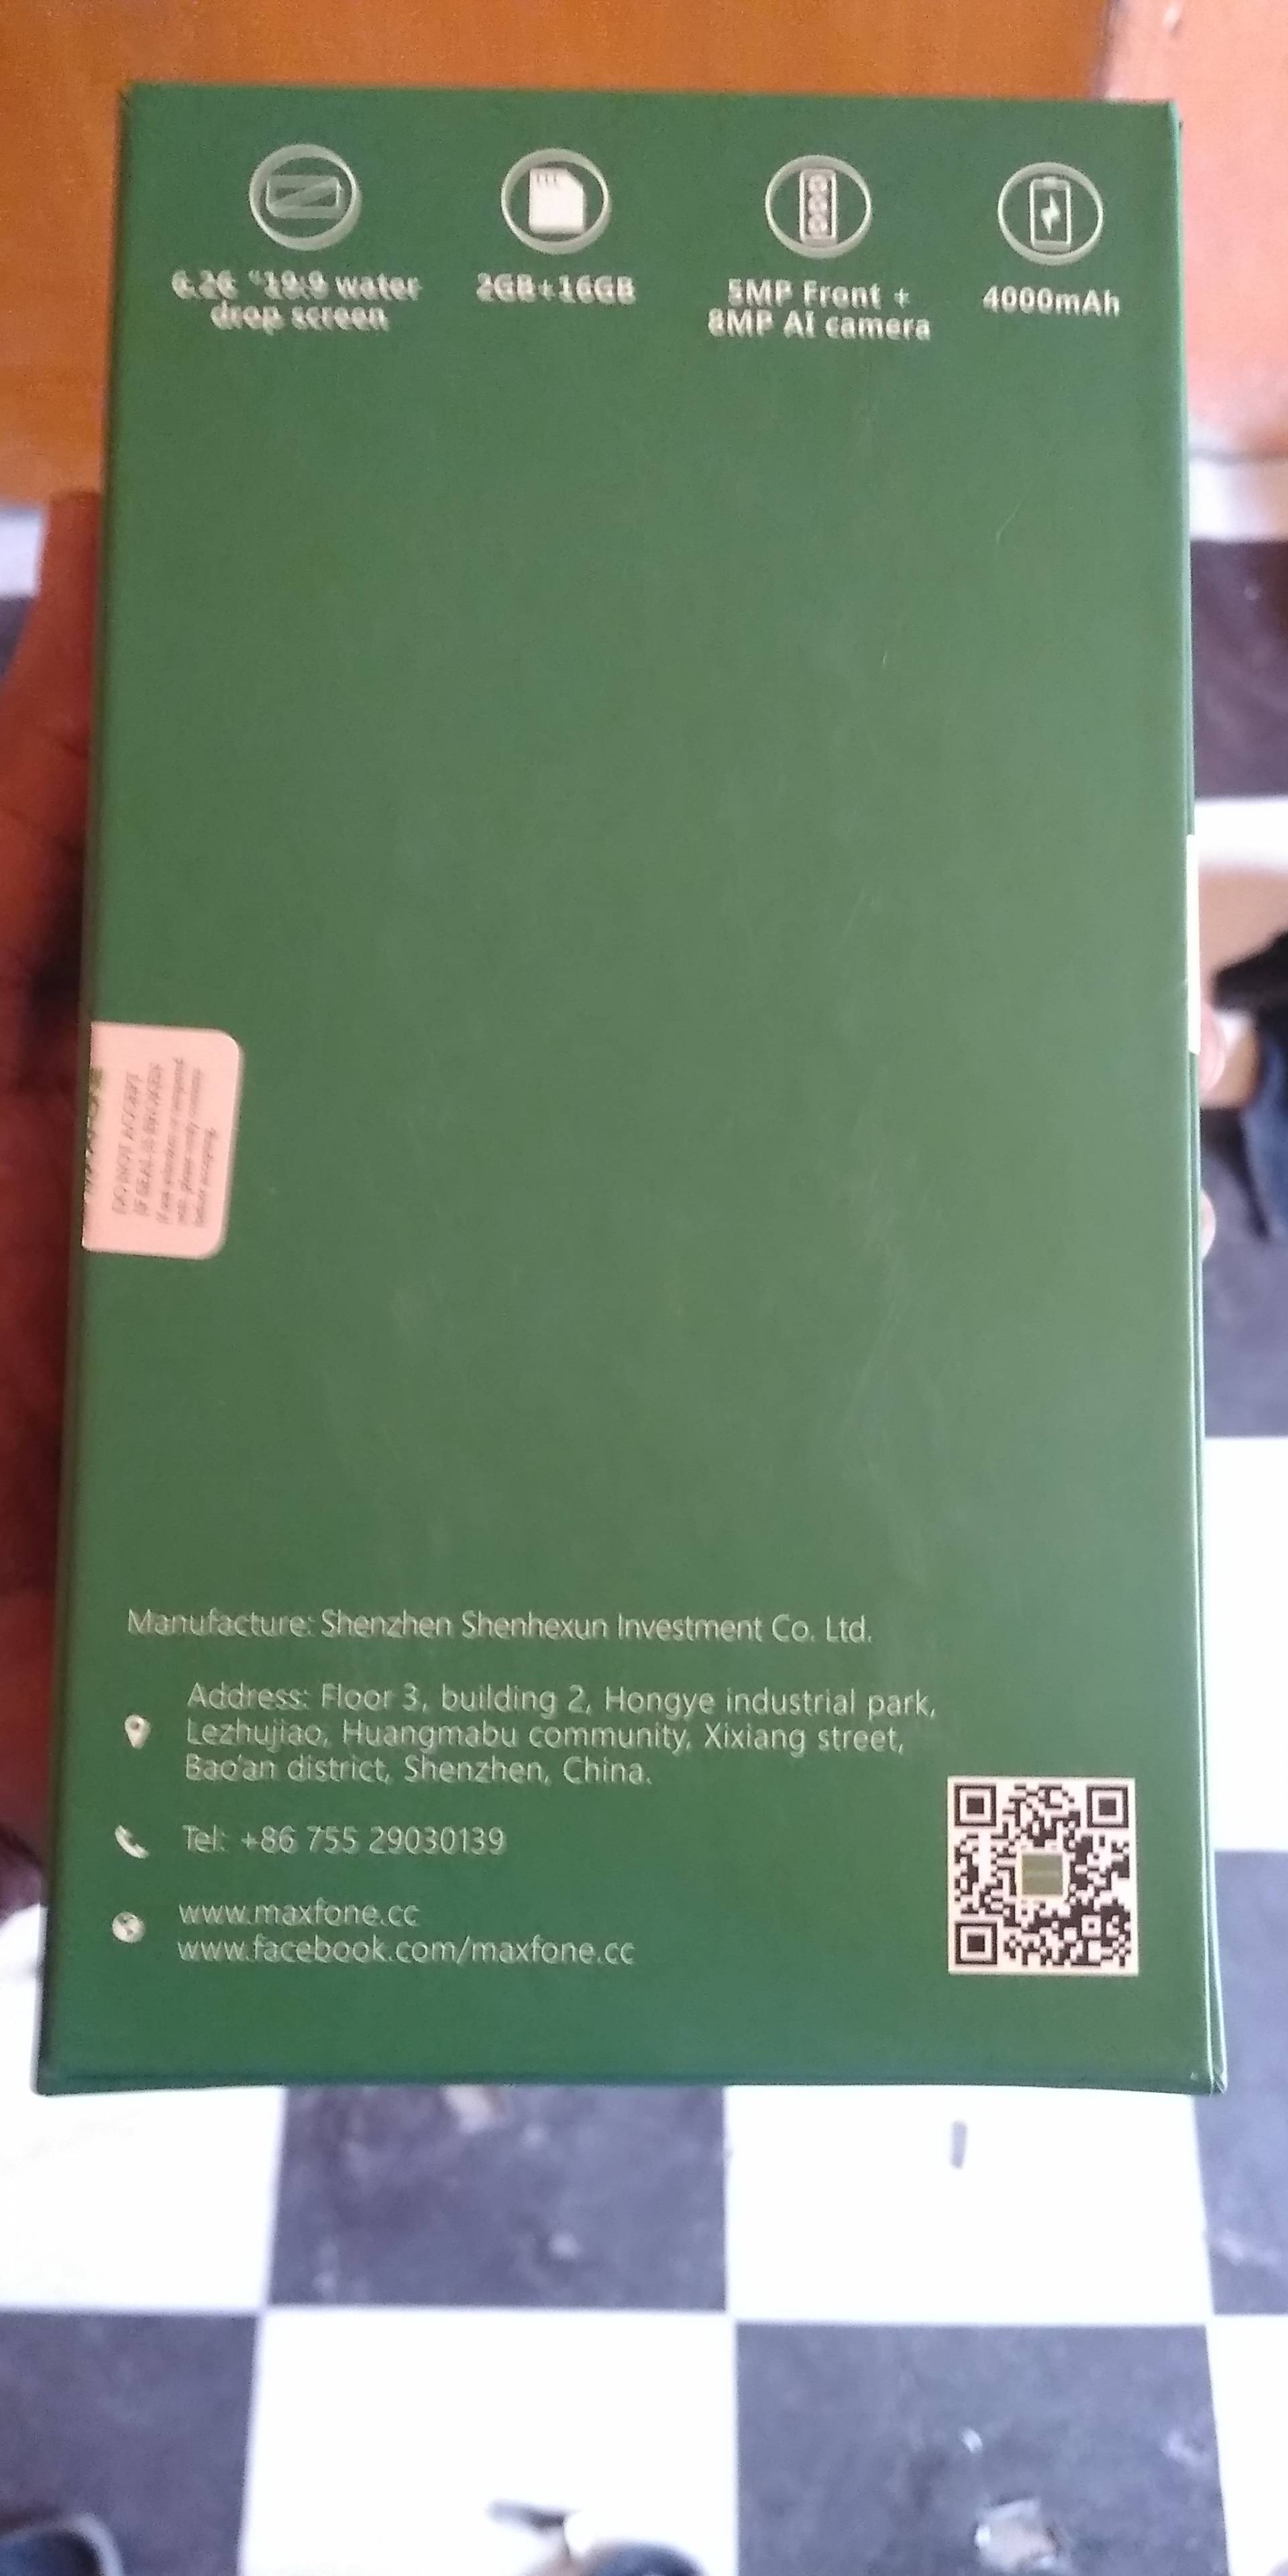 6.26 "19:9 water
drop screen
2GB+16GB
5MP Front +
8MP AI camera
4000mAh
DO NOT ACCEPT
IF SEAL IS BROKEN
Manufacture: Shenzhen Shenhexun Investment Co. Ltd.
Address: Floor 3, building 2, Hongye industrial park,
Lezhujiao, Huangmabu community, Xixiang street,
Bao'an district, Shenzhen, China.
Tel: +86 755 29030139
www.maxfone.cc
www.facebook.com/maxfone.cc